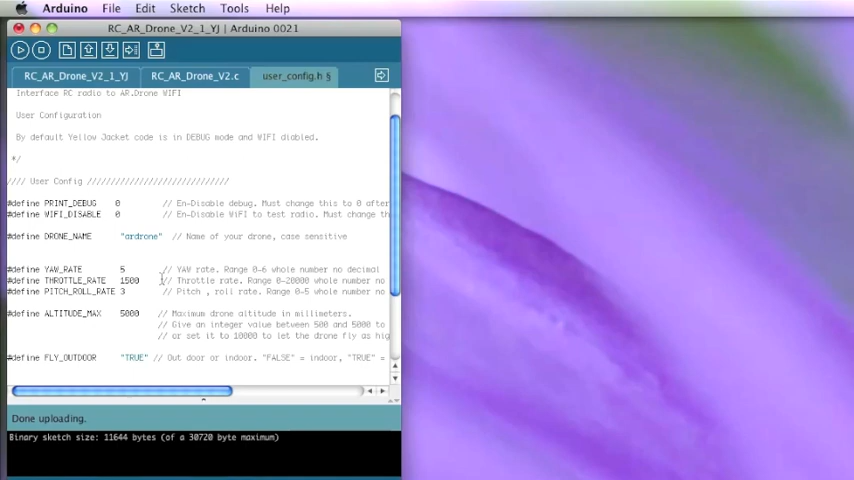 Arduino File Edit Sketch Tools Help
RC_AR_Drone_V2_1_YJ | Arduino 0021
RC_AR_Drone_V2_1_YJ RC_AR_Drone_V2.c user_config.h §
Interface RC radio to AR.Drone WIFI
User Configuration
By default Yellow Jacket code is in DEBUG mode and WIFI diabled.
*/
//// User Config /////////////////////////////
#define PRINT_DEBUG 0 // En-Disable debug. Must change this to 0 after
#define WIFI_DISABLE 0 // En-Disable WiFi to test radio. Must change th
#define DRONE_NAME "ardrone" // Name of your drone, case sensitive
#define YAW_RATE 5 // YAW rate. Range 0-6 whole number no decimal
#define THROTTLE_RATE 1500 // Throttle rate. Range 0-20000 whole number no
#define PITCH_ROLL_RATE 3 // Pitch , roll rate. Range 0-5 whole number no
#define ALTITUDE_MAX 5000 // Maximum drone altitude in millimeters.
// Give an integer value between 500 and 5000 to
// or set it to 10000 to let the drone fly as hig
#define FLY_OUTDOOR "TRUE" // Out door or indoor. "FALSE" = indoor, "TRUE" =
Done uploading.
Binary sketch size: 11644 bytes (of a 30720 byte maximum)